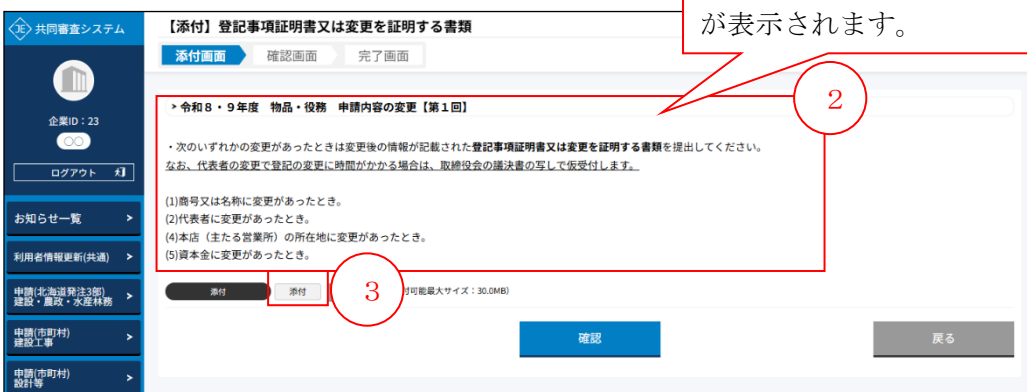 共同審査システム
企業ID:23
○○
ログアウト
お知らせ一覧
利用者情報更新(共通)
申請(北海道発注3部)
建設・農政・水産林務
申請(市町村)
建設工事
申請(市町村)
設計等
【添付】登記事項証明書又は変更を証明する書類
添付画面
確認画面
完了画面
が表示されます。
②
> 令和8・9年度 物品・役務 申請内容の変更【第1回】
・次のいずれかの変更があったときは変更後の情報が記載された登記事項証明書又は変更を証明する書類を提出してください。
なお、代表者の変更で登記の変更に時間がかかる場合は、取締役会の議決書の写しで仮受付します。
(1)商号又は名称に変更があったとき。
(2)代表者に変更があったとき。
(4)本店(主たる営業所)の所在地に変更があったとき。
(5)資本金に変更があったとき。
添付
添付
③
付可能最大サイズ:30.0MB)
確認
戻る